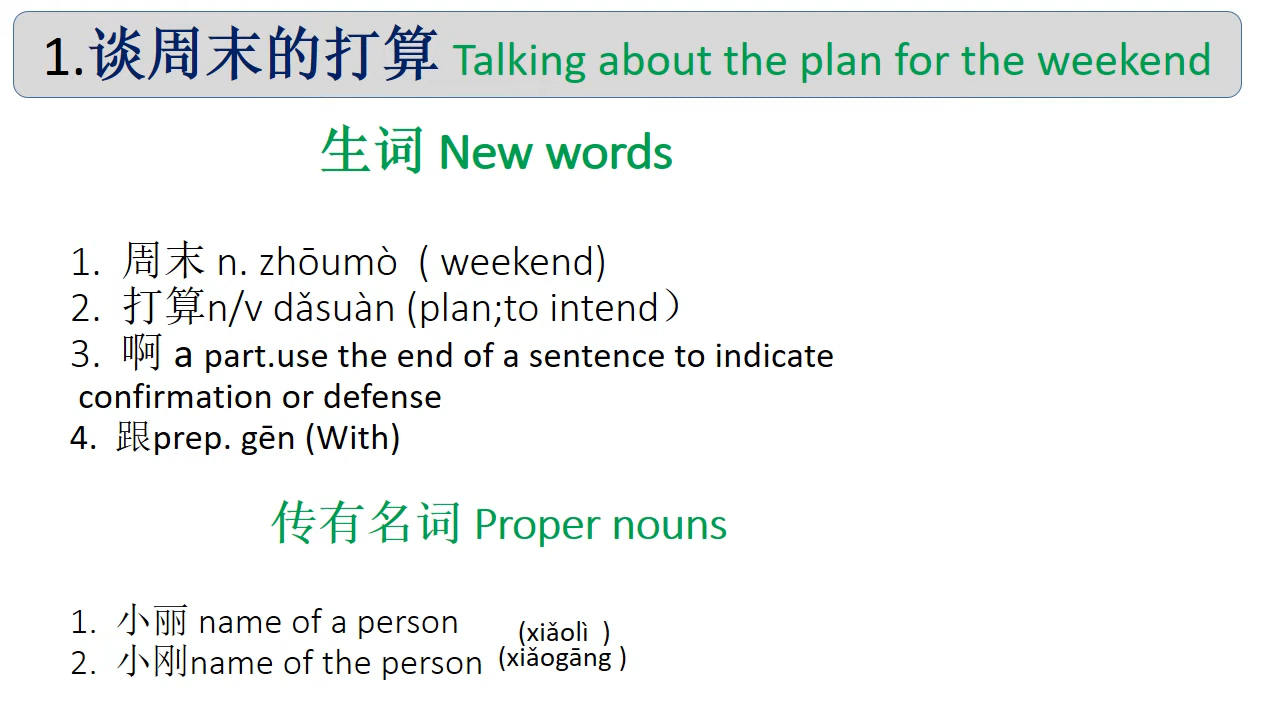 1.谈周末的打算 Talking about the plan for the weekend
生词 New words
1. 周末 n. zhōumò ( weekend)
2. 打算n/v dǎsuàn (plan;to intend）
3. 啊 a part.use the end of a sentence to indicate
confirmation or defense
4. 跟prep. gēn (With)
传有名词 Proper nouns
1. 小丽 name of a person (xiǎolì )
2. 小刚name of the person (xiǎogāng )